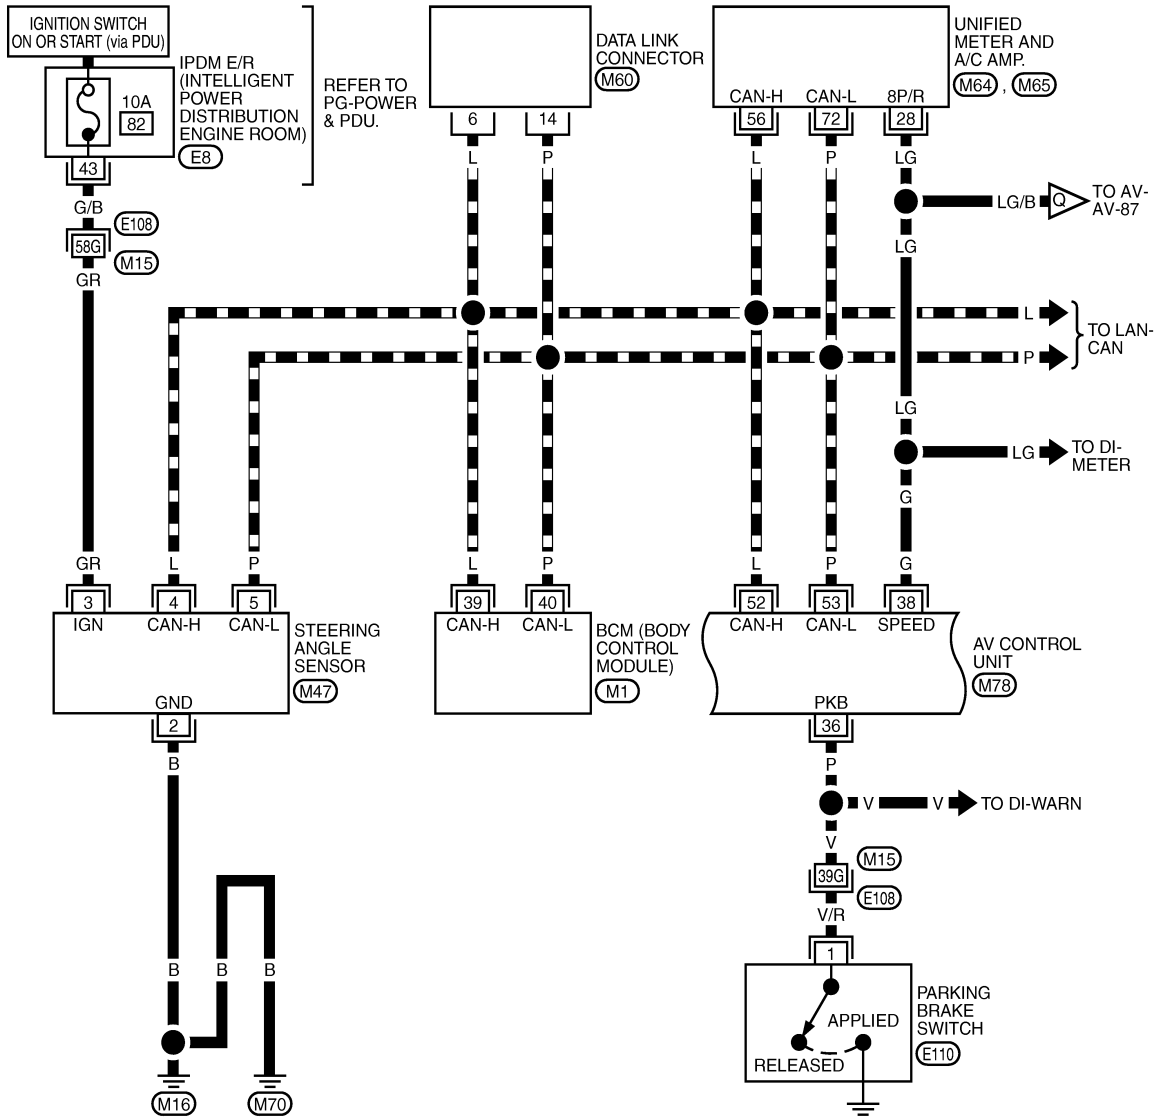 IGNITION SWITCH
ON OR START (via PDU)
IPDM E/R
(INTELLIGENT
POWER
DISTRIBUTION
ENGINE ROOM)
E8
10A
82
43
REFER TO
PG-POWER
& PDU.
G/B
E108
58G
M15
GR
GR
DATA LINK
CONNECTOR
M60
6
14
L
P
UNIFIED
METER AND
A/C AMP.
M64 , M65
CAN-H
CAN-L
8P/R
56
72
28
L
P
LG
LG/B
Q
TO AV-
AV-87
LG
L
P
TO LAN-
CAN
LG
LG
TO DI-
METER
G
L
P
L
P
L
P
G
3
4
5
39
40
52
53
38
IGN
CAN-H
CAN-L
STEERING
ANGLE
SENSOR
M47
GND
2
CAN-H
CAN-L
BCM (BODY
CONTROL
MODULE)
M1
CAN-H
CAN-L
SPEED
AV CONTROL
UNIT
M78
PKB
36
B
P
V
V
TO DI-WARN
V
M15
39G
E108
V/R
1
B
B
B
M16
M70
APPLIED
RELEASED
PARKING
BRAKE
SWITCH
E110